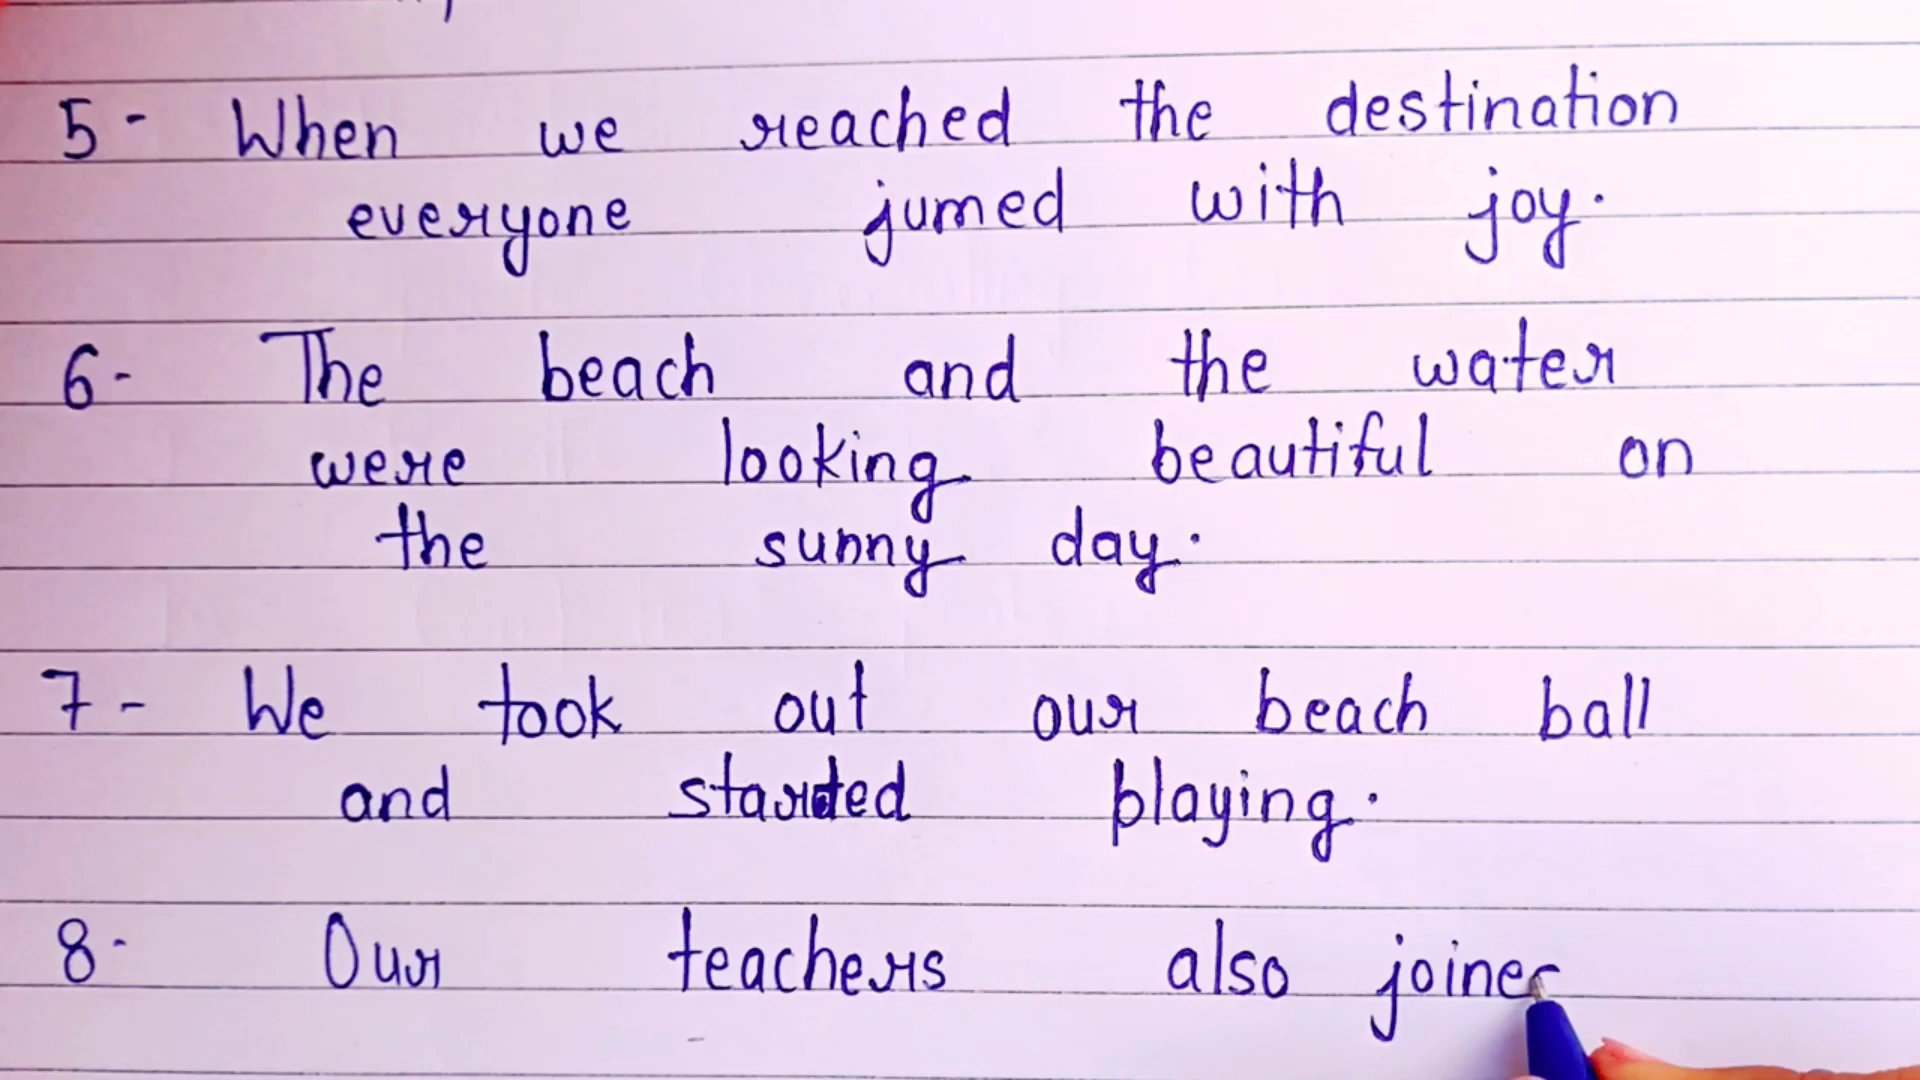 5- When we reached the destination
everyone jumed with joy.
6- The beach and the water
were looking beautiful on
the sunny day.
7- We took out our beach ball
and started playing.
8- Our teachers also